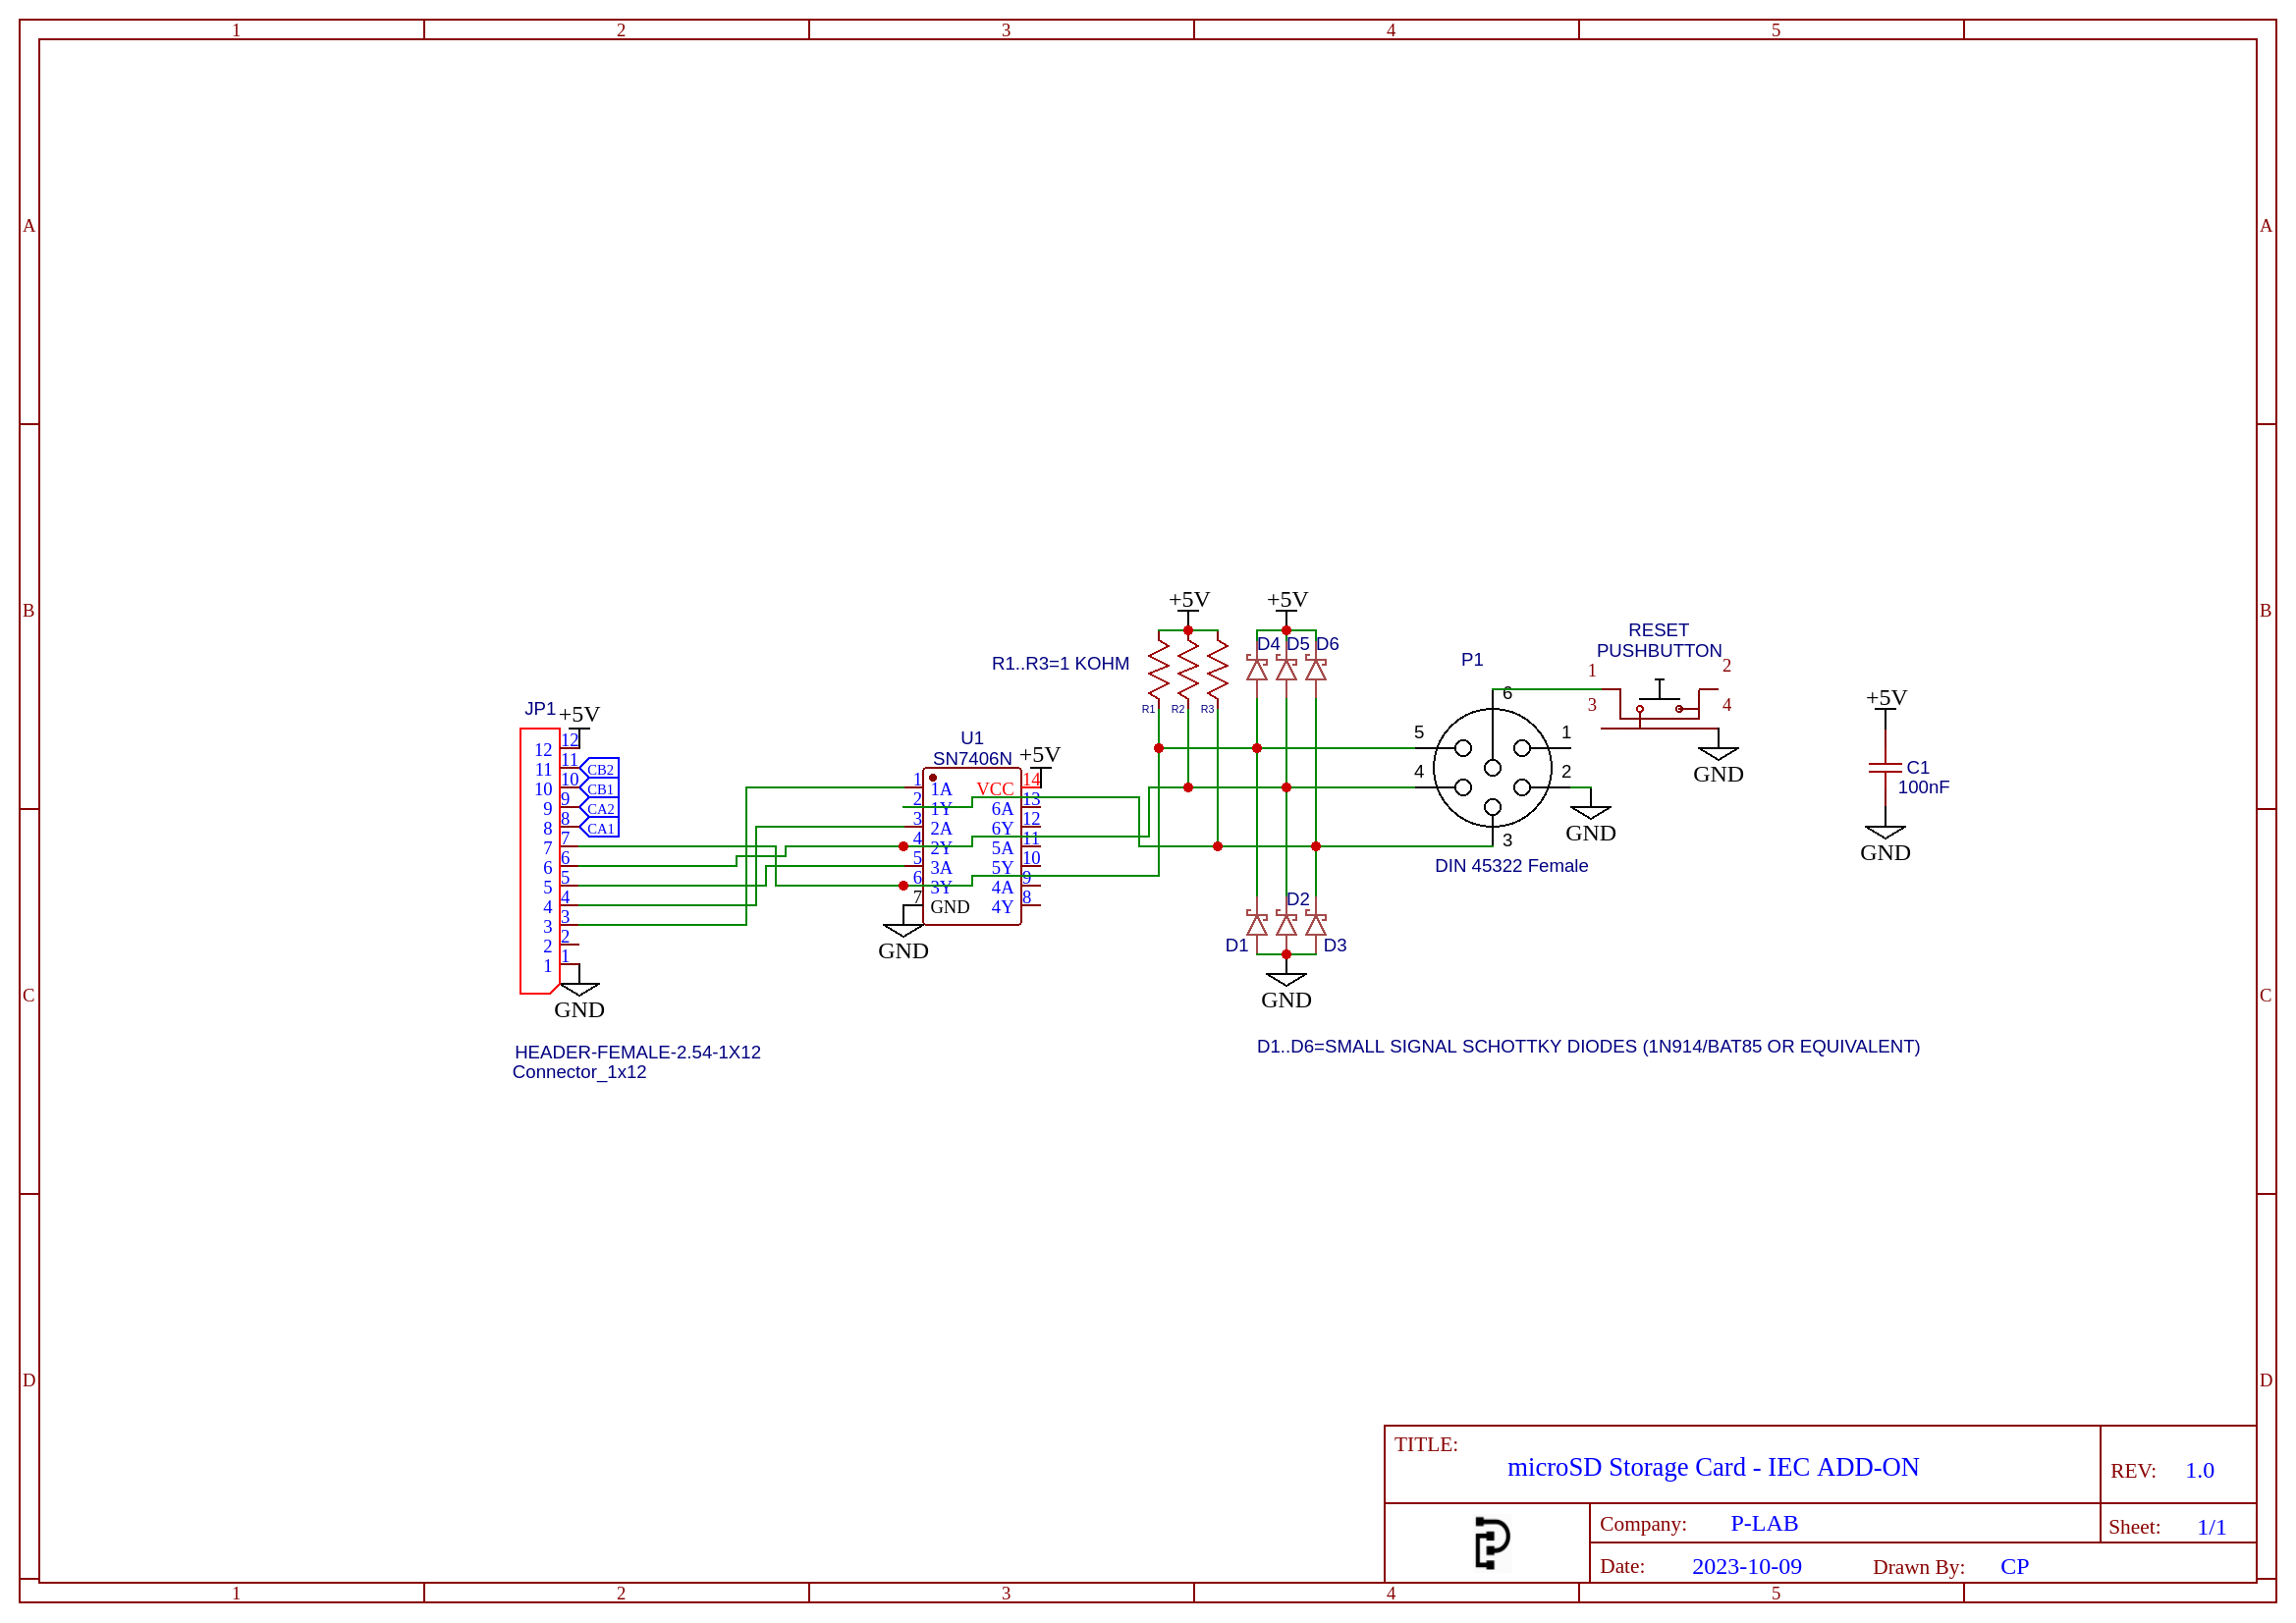 1 2 3 4 5
A A
B B
C C
D D
+5V +5V
D4 D5 D6
R1..R3=1 KOHM
R1 R2 R3
RESET
PUSHBUTTON
1 2
3 4
GND
P1
6
5 1
4 2
3
GND
DIN 45322 Female
+5V
C1
100nF
GND
JP1 +5V
12 12
11 11 CB2
10 10 CB1
9 9 CA2
8 8 CA1
7 7
6 6
5 5
4 4
3 3
2 2
1 1
GND
HEADER-FEMALE-2.54-1X12
Connector_1x12
U1
SN7406N +5V
1 1A VCC 14
2 1Y 6A 13
3 2A 6Y 12
4 2Y 5A 11
5 3A 5Y 10
6 3Y 4A 9
7 GND 4Y 8
GND
D2
D1 D3
GND
D1..D6=SMALL SIGNAL SCHOTTKY DIODES (1N914/BAT85 OR EQUIVALENT)
TITLE:
microSD Storage Card - IEC ADD-ON
REV: 1.0
Company: P-LAB
Sheet: 1/1
Date: 2023-10-09 Drawn By: CP
1 2 3 4 5